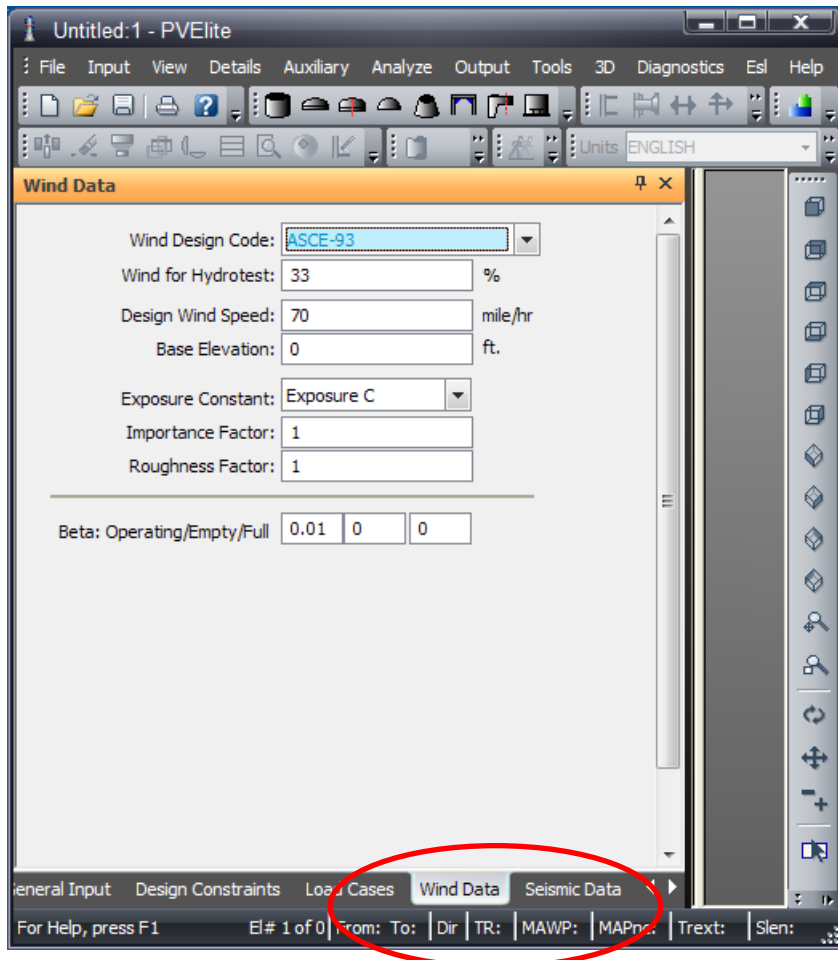 Untitled:1 - PVElite
File Input View Details Auxiliary Analyze Output Tools 3D Diagnostics Esl Help
Units ENGLISH
Wind Data
Wind Design Code: ASCE-93
Wind for Hydrotest: 33 %
Design Wind Speed: 70 mile/hr
Base Elevation: 0 ft.
Exposure Constant: Exposure C
Importance Factor: 1
Roughness Factor: 1
Beta: Operating/Empty/Full 0.01 0 0
eneral Input Design Constraints Load Cases Wind Data Seismic Data
For Help, press F1 El# 1 of 0 From: To: Dir TR: MAWP: MAPnc: Trext: Slen: